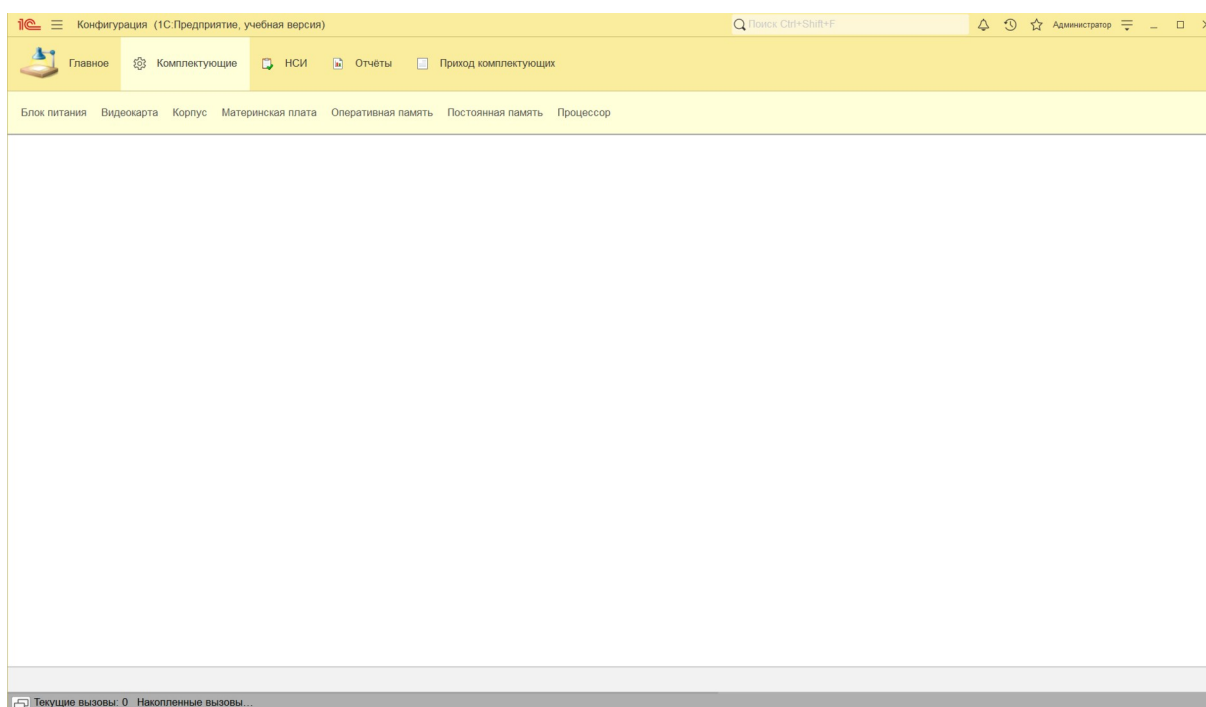 1С Конфигурация (1С:Предприятие, учебная версия) Поиск Ctrl+Shift+F Администратор
Главное Комплектующие НСИ Отчёты Приход комплектующих
Блок питания Видеокарта Корпус Материнская плата Оперативная память Постоянная память Процессор
Текущие вызовы: 0 Накопленные вызовы...